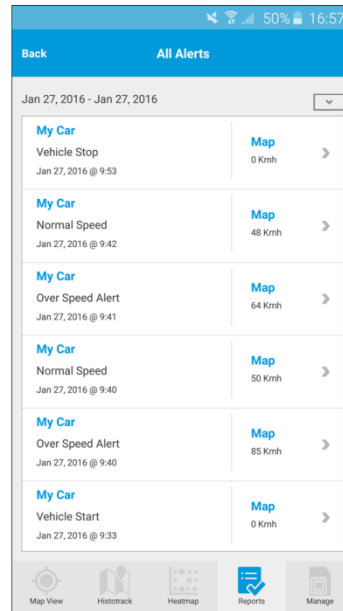 50% 16:57
Back All Alerts
Jan 27, 2016 - Jan 27, 2016
My Car
Vehicle Stop
Jan 27, 2016 @ 9:53
Map
0 Kmh
My Car
Normal Speed
Jan 27, 2016 @ 9:42
Map
48 Kmh
My Car
Over Speed Alert
Jan 27, 2016 @ 9:41
Map
64 Kmh
My Car
Normal Speed
Jan 27, 2016 @ 9:40
Map
50 Kmh
My Car
Over Speed Alert
Jan 27, 2016 @ 9:40
Map
85 Kmh
My Car
Vehicle Start
Jan 27, 2016 @ 9:33
Map
0 Kmh
Map View Histotrack Heatmap Reports Manage